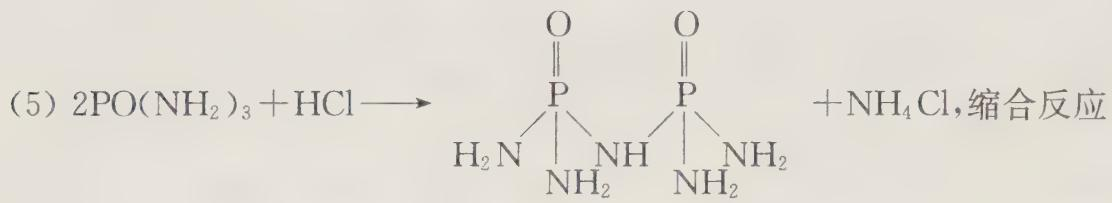 O O
(5) 2PO(NH₂)₃+HCl⟶ P P +NH₄Cl,缩合反应
H₂N NH NH₂
NH₂ NH₂